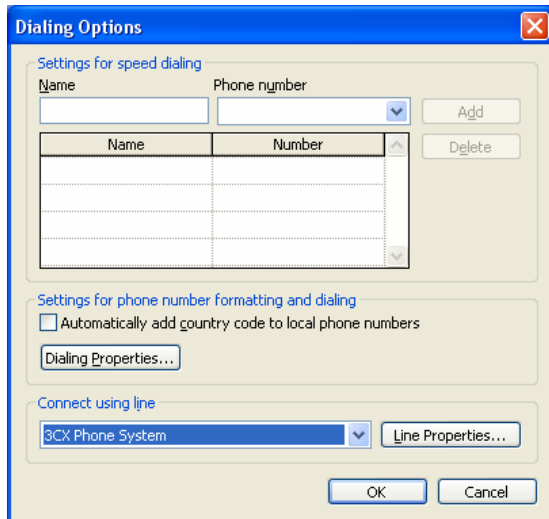 Dialing Options
Settings for speed dialing
Name Phone number
Add
Name Number
Delete
Settings for phone number formatting and dialing
Automatically add country code to local phone numbers
Dialing Properties...
Connect using line
3CX Phone System Line Properties...
OK Cancel